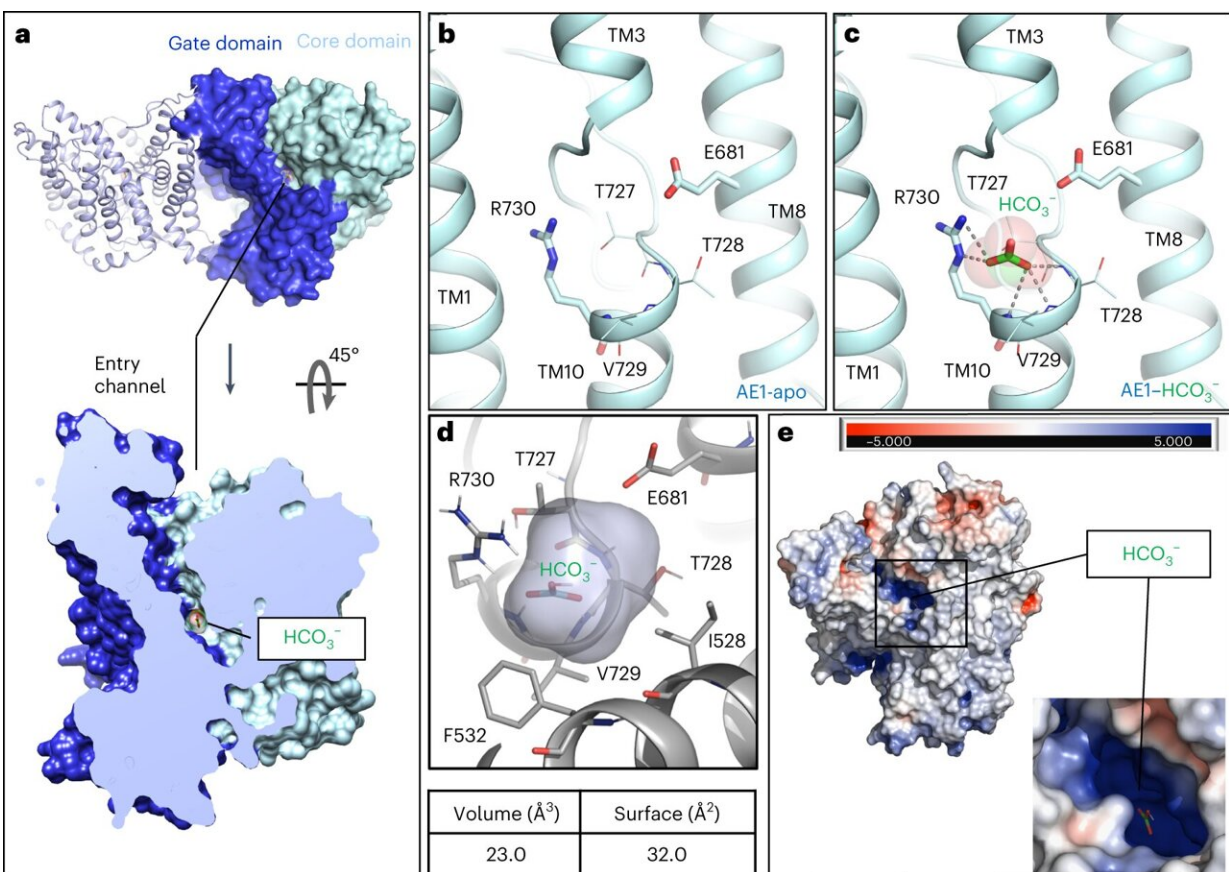 a
Gate domain
Core domain
Entry
channel
45°
HCO₃⁻
b
TM3
E681
T727
R730
TM8
T728
TM1
V729
TM10
AE1-apo
c
TM3
E681
T727
R730
HCO₃⁻
TM8
T728
TM1
V729
TM10
AE1–HCO₃⁻
d
T727
R730
E681
HCO₃⁻
T728
I528
V729
F532
Volume (Å³) Surface (Å²)
23.0 32.0
e
-5.000 5.000
HCO₃⁻